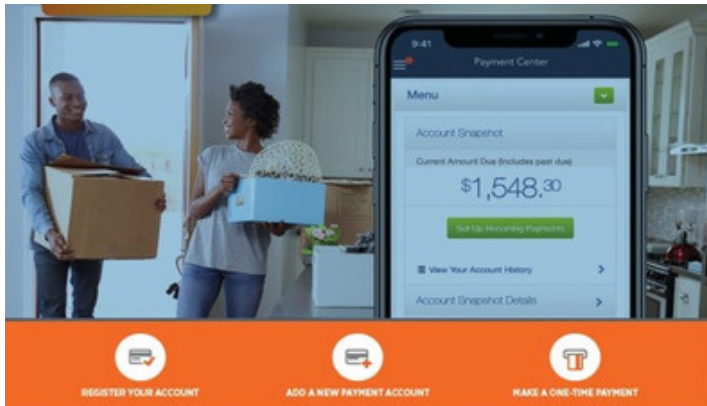 9:41
Payment Center
Menu
Account Snapshot
Current Amount Due (Includes past due)
$1,548.30
Set Up Recurring Payments
View Your Account History
Account Snapshot Details
REGISTER YOUR ACCOUNT
ADD A NEW PAYMENT ACCOUNT
MAKE A ONE-TIME PAYMENT